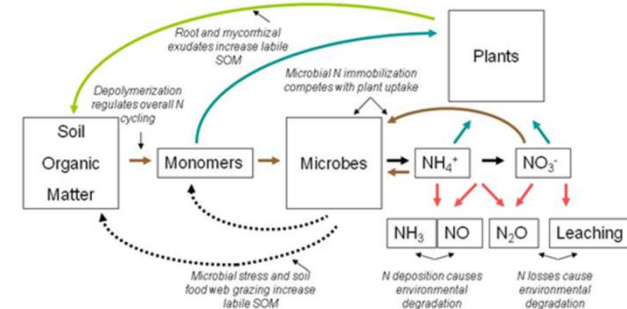 Root and mycorrhizal
exudates increase labile
SOM
Plants
Depolymerization
regulates overall N
cycling
Microbial N immobilization
competes with plant uptake
Soil
Organic
Matter
Monomers
Microbes
NH₄⁺
NO₃⁻
NH₃
NO
N₂O
Leaching
Microbial stress and soil
food web grazing increase
labile SOM
N deposition causes
environmental
degradation
N losses cause
environmental
degradation